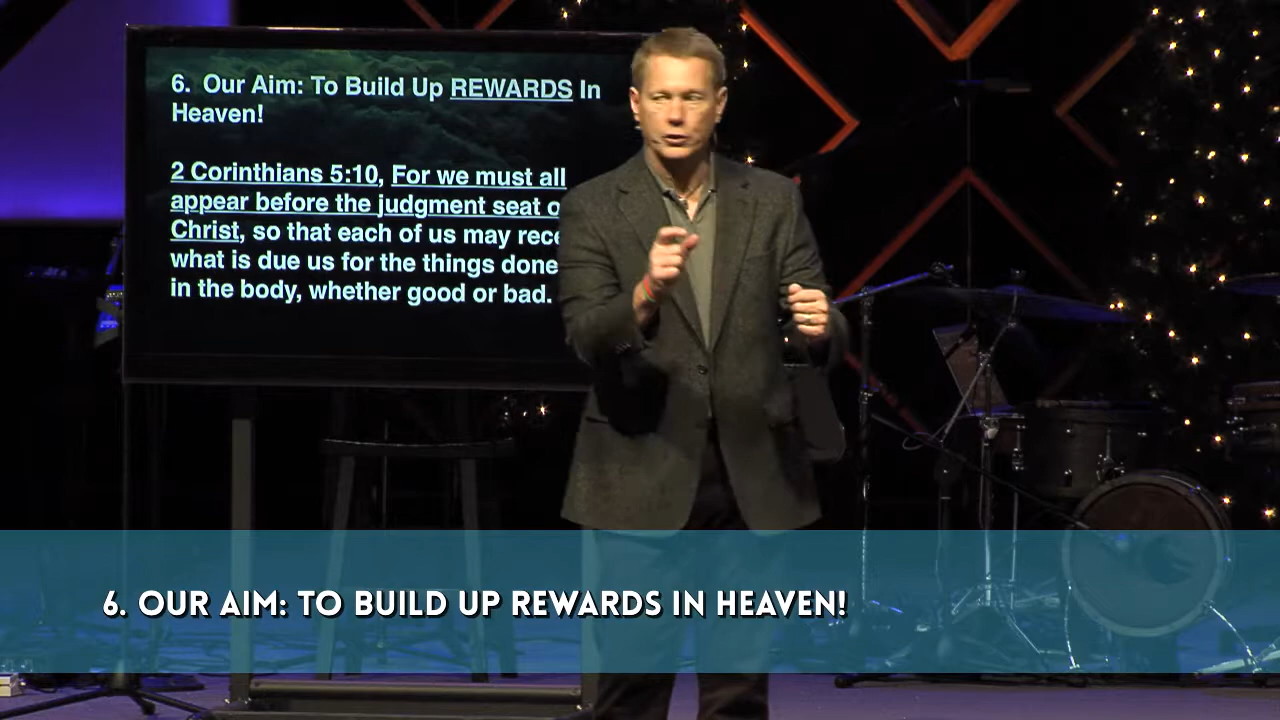 6. Our Aim: To Build Up REWARDS In
Heaven!
2 Corinthians 5:10, For we must all
appear before the judgment seat
Christ, so that each of us may
what is due us for the things done
in the body, whether good or bad.
6. OUR AIM: TO BUILD UP REWARDS IN HEAVEN!